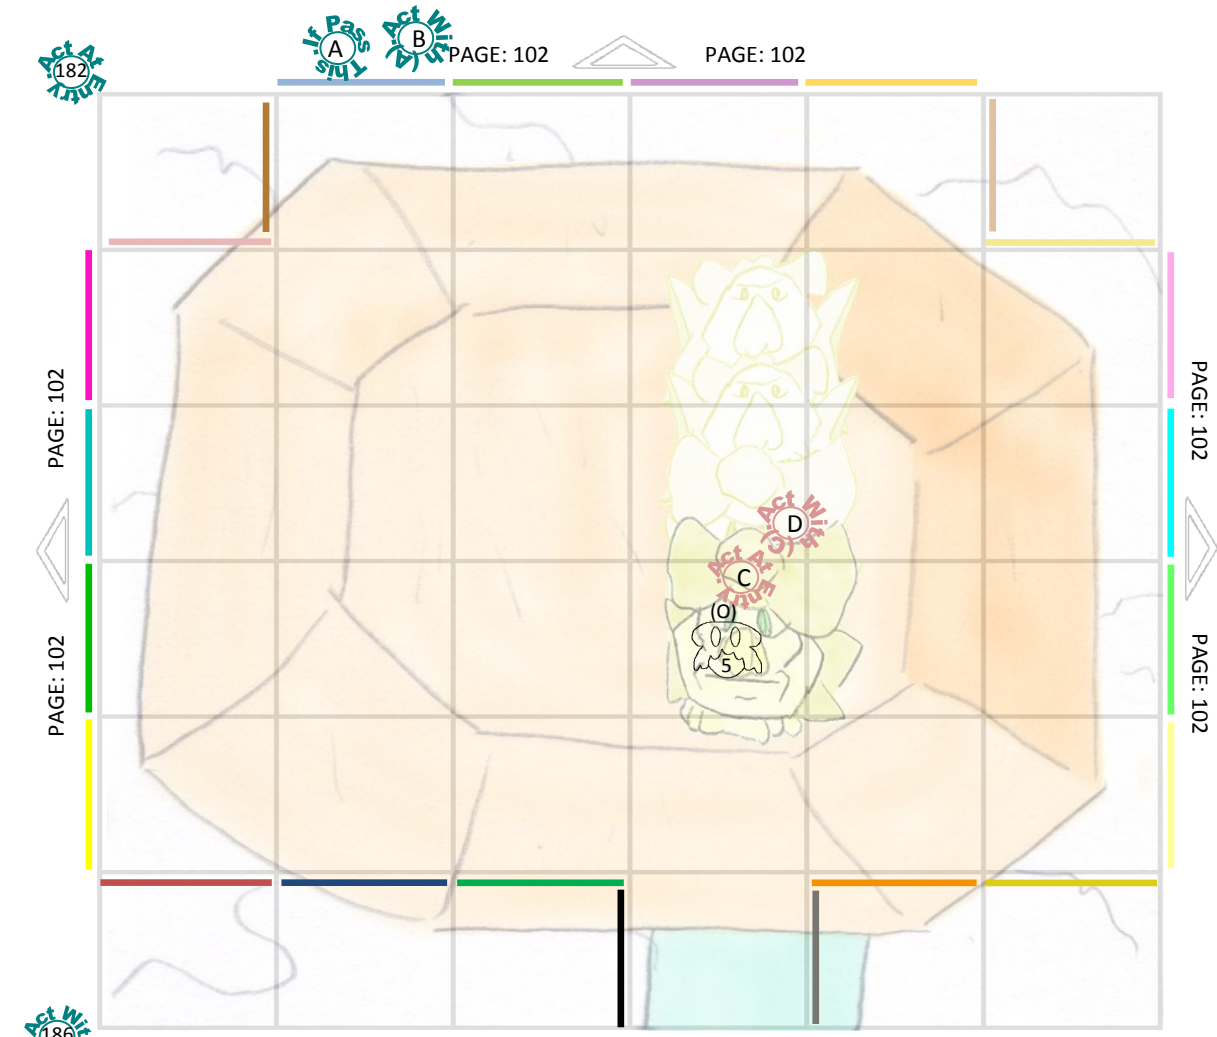 Act At Entry.
182
If Pass This.
A
Act With (A).
B
PAGE: 102
PAGE: 102
PAGE: 102
PAGE: 102
PAGE: 102
PAGE: 102
Act With (C).
D
Act At Entry.
C
(O)
5
Act Wit
186